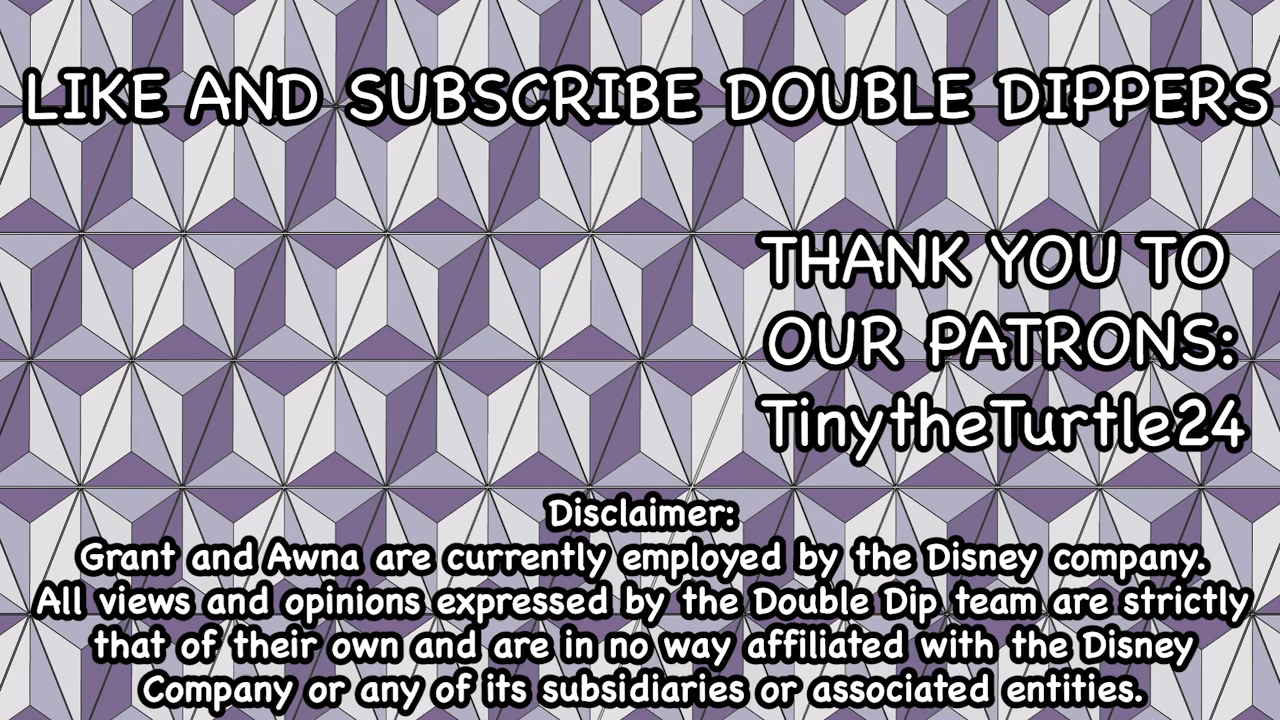 LIKE AND SUBSCRIBE DOUBLE DIPPERS
THANK YOU TO
OUR PATRONS:
TinytheTurtle24
Disclaimer:
Grant and Awna are currently employed by the Disney company.
All views and opinions expressed by the Double Dip team are strictly
that of their own and are in no way affiliated with the Disney
Company or any of its subsidiaries or associated entities.